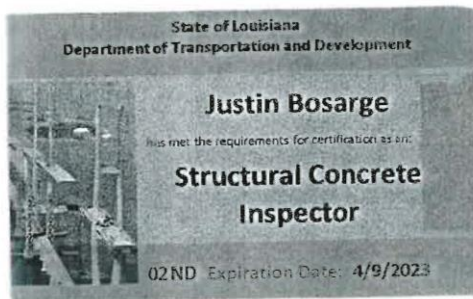 State of Louisiana
Department of Transportation and Development
Justin Bosarge
has met the requirements for certification as an:
Structural Concrete
Inspector
02ND Expiration Date: 4/9/2023